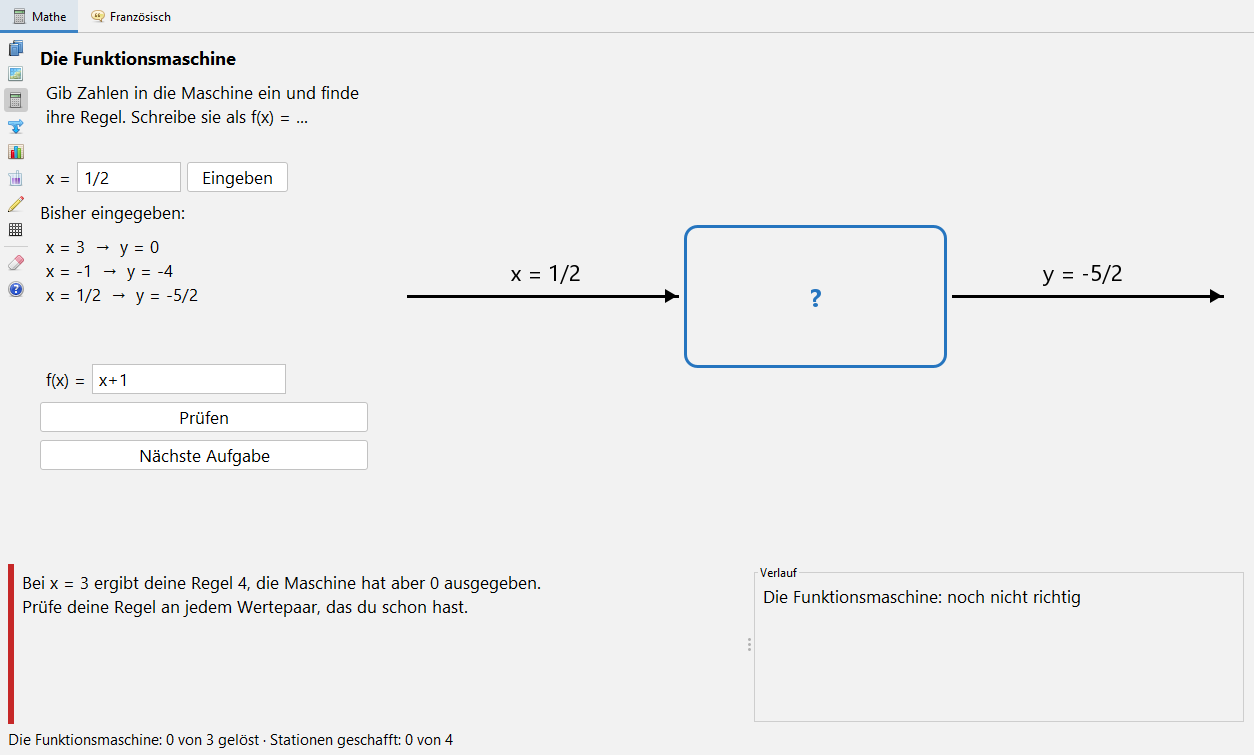 Mathe
Französisch
Die Funktionsmaschine
Gib Zahlen in die Maschine ein und finde
ihre Regel. Schreibe sie als f(x) = ...
x = 1/2 Eingeben
Bisher eingegeben:
x = 3 → y = 0
x = -1 → y = -4
x = 1/2 → y = -5/2
x = 1/2
?
y = -5/2
f(x) = x+1
Prüfen
Nächste Aufgabe
Bei x = 3 ergibt deine Regel 4, die Maschine hat aber 0 ausgegeben.
Prüfe deine Regel an jedem Wertepaar, das du schon hast.
Verlauf
Die Funktionsmaschine: noch nicht richtig
Die Funktionsmaschine: 0 von 3 gelöst · Stationen geschafft: 0 von 4